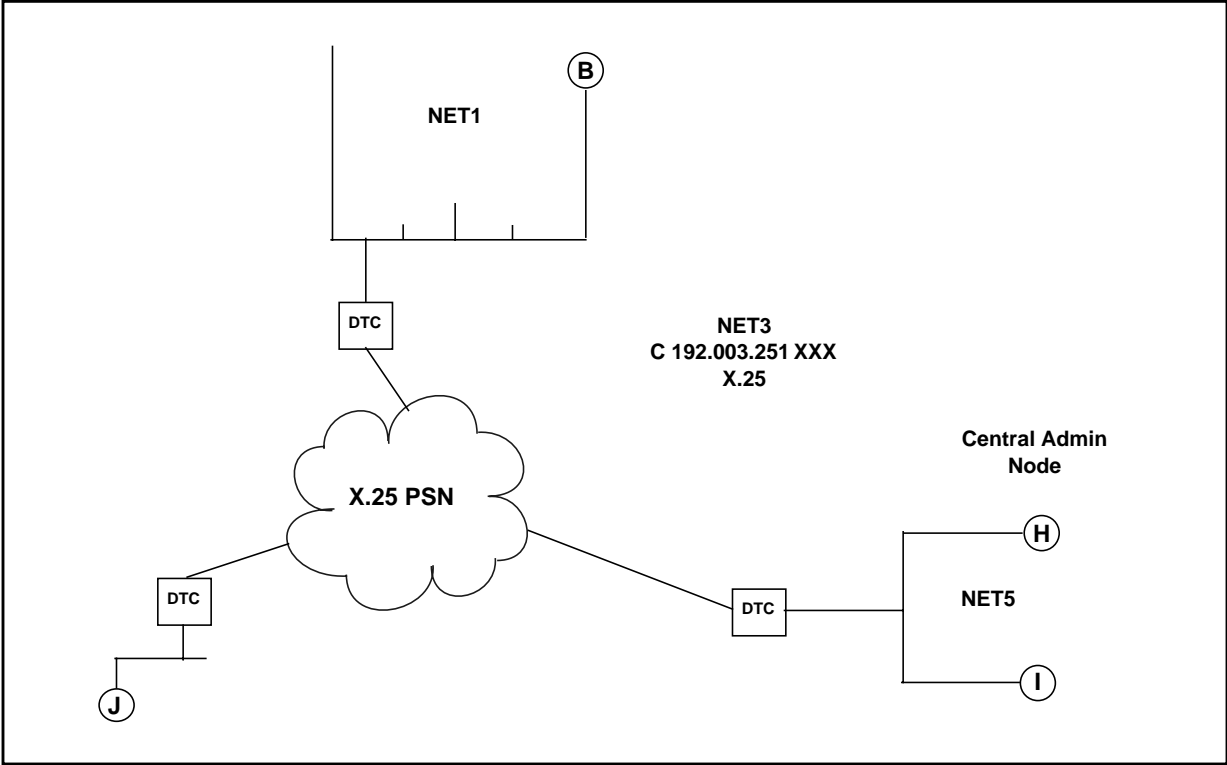 B
NET1
DTC
NET3
C 192.003.251 XXX
X.25
Central Admin
Node
X.25 PSN
H
DTC
NET5
DTC
I
J